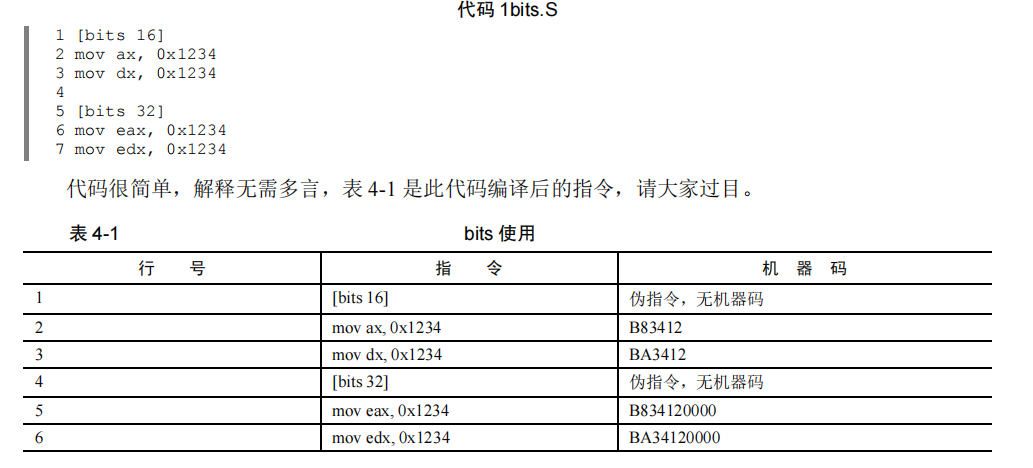 代码 1bits.S
1 [bits 16]
2 mov ax, 0x1234
3 mov dx, 0x1234
4
5 [bits 32]
6 mov eax, 0x1234
7 mov edx, 0x1234
代码很简单，解释无需多言，表 4-1 是此代码编译后的指令，请大家过目。
表 4-1 bits 使用
行 号 指 令 机 器 码
1 [bits 16] 伪指令，无机器码
2 mov ax, 0x1234 B83412
3 mov dx, 0x1234 BA3412
4 [bits 32] 伪指令，无机器码
5 mov eax, 0x1234 B834120000
6 mov edx, 0x1234 BA34120000